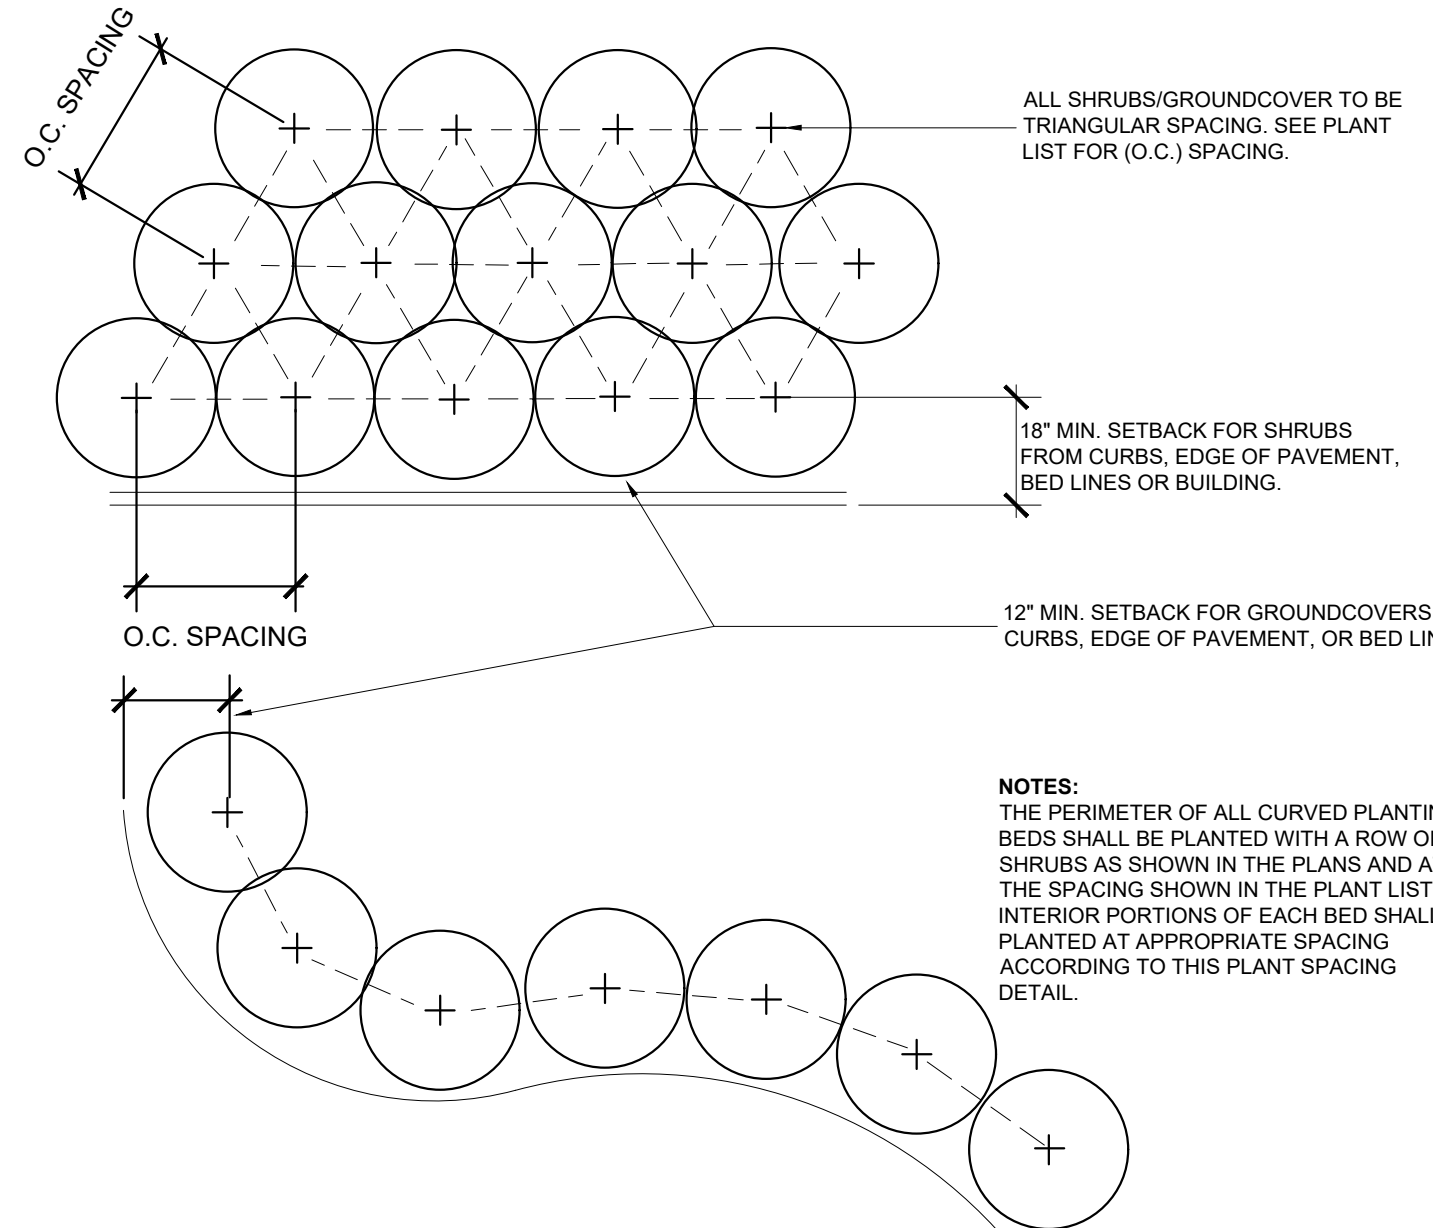 O.C. SPACING
ALL SHRUBS/GROUNDCOVER TO BE
TRIANGULAR SPACING. SEE PLANT
LIST FOR (O.C.) SPACING.
18" MIN. SETBACK FOR SHRUBS
FROM CURBS, EDGE OF PAVEMENT,
BED LINES OR BUILDING.
O.C. SPACING
12" MIN. SETBACK FOR GROUNDCOVERS
CURBS, EDGE OF PAVEMENT, OR BED
NOTES:
THE PERIMETER OF ALL CURVED
BEDS SHALL BE PLANTED WITH A ROW
SHRUBS AS SHOWN IN THE PLANS AND
THE SPACING SHOWN IN THE PLANT LIST
INTERIOR PORTIONS OF EACH BED
PLANTED AT APPROPRIATE SPACING
ACCORDING TO THIS PLANT SPACING
DETAIL.